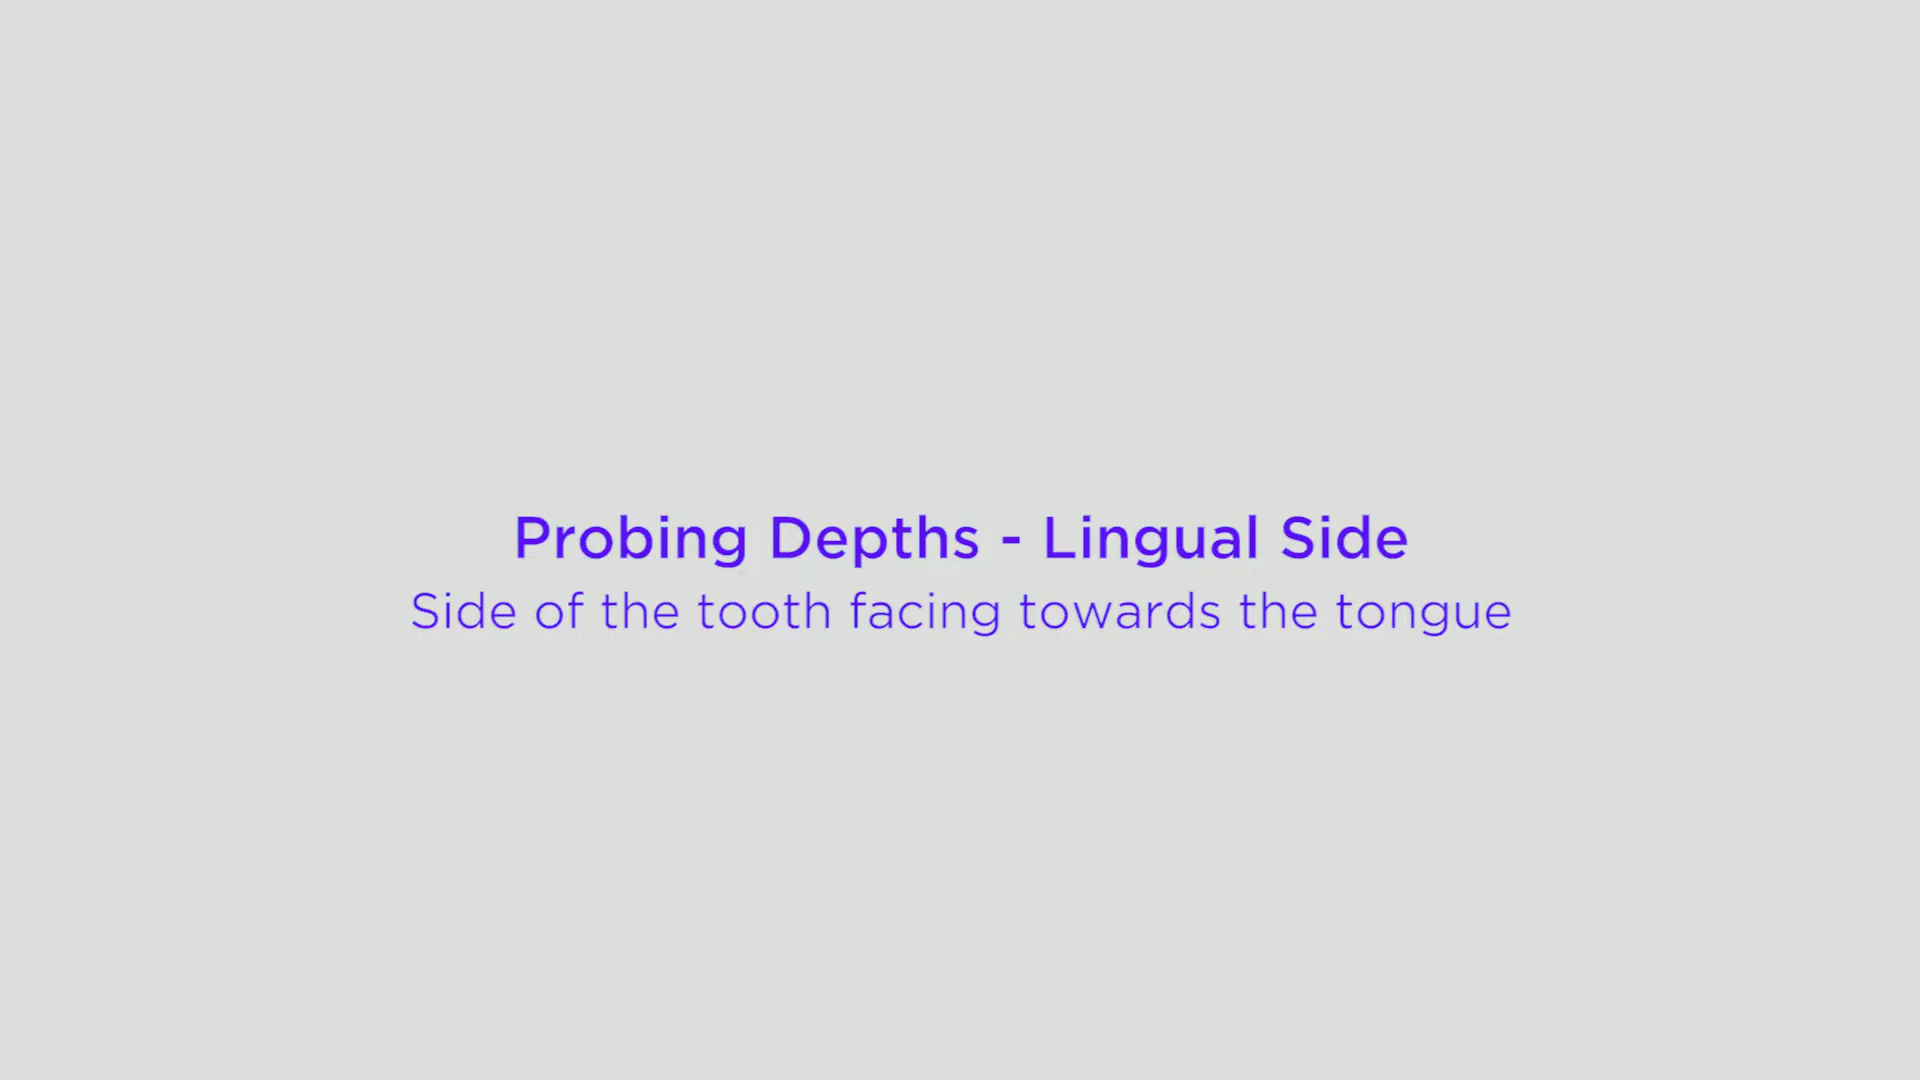 Probing Depths - Lingual Side
Side of the tooth facing towards the tongue